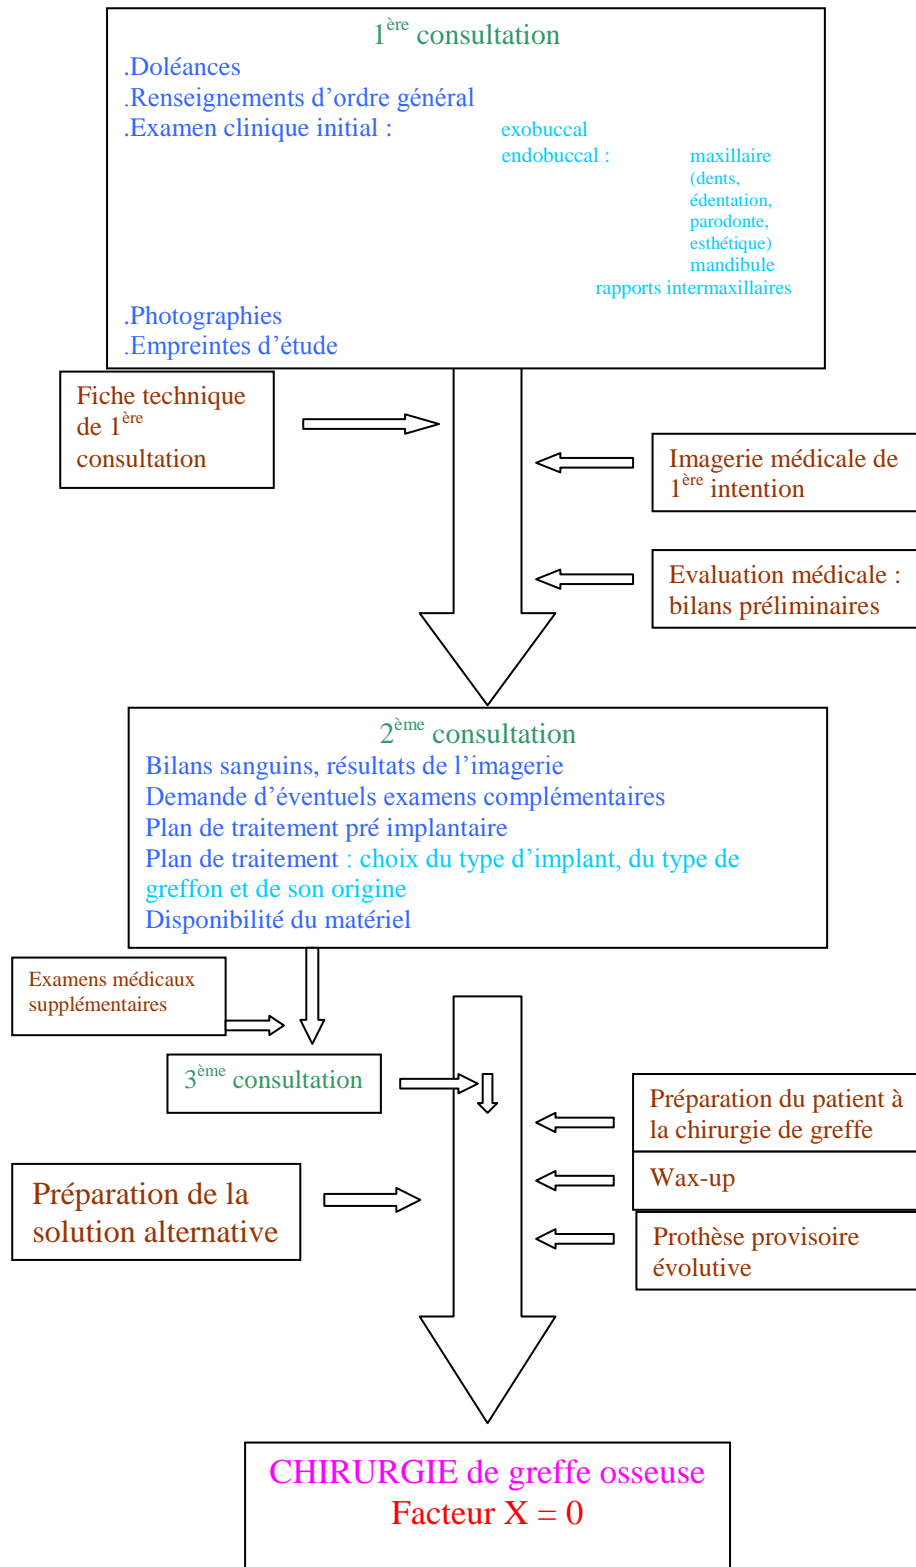 1ère consultation
.Doléances
.Renseignements d'ordre général
.Examen clinique initial : exobuccal
endobuccal : maxillaire
(dents,
édentation,
parodonte,
esthétique)
mandibule
rapports intermaxillaires
.Photographies
.Empreintes d'étude
Fiche technique
de 1ère
consultation
Imagerie médicale de
1ère intention
Evaluation médicale :
bilans préliminaires
2ème consultation
Bilans sanguins, résultats de l'imagerie
Demande d'éventuels examens complémentaires
Plan de traitement pré implantaire
Plan de traitement : choix du type d'implant, du type de
greffon et de son origine
Disponibilité du matériel
Examens médicaux
supplémentaires
3ème consultation
Préparation du patient à
la chirurgie de greffe
Préparation de la
solution alternative
Wax-up
Prothèse provisoire
évolutive
CHIRURGIE de greffe osseuse
Facteur X = 0